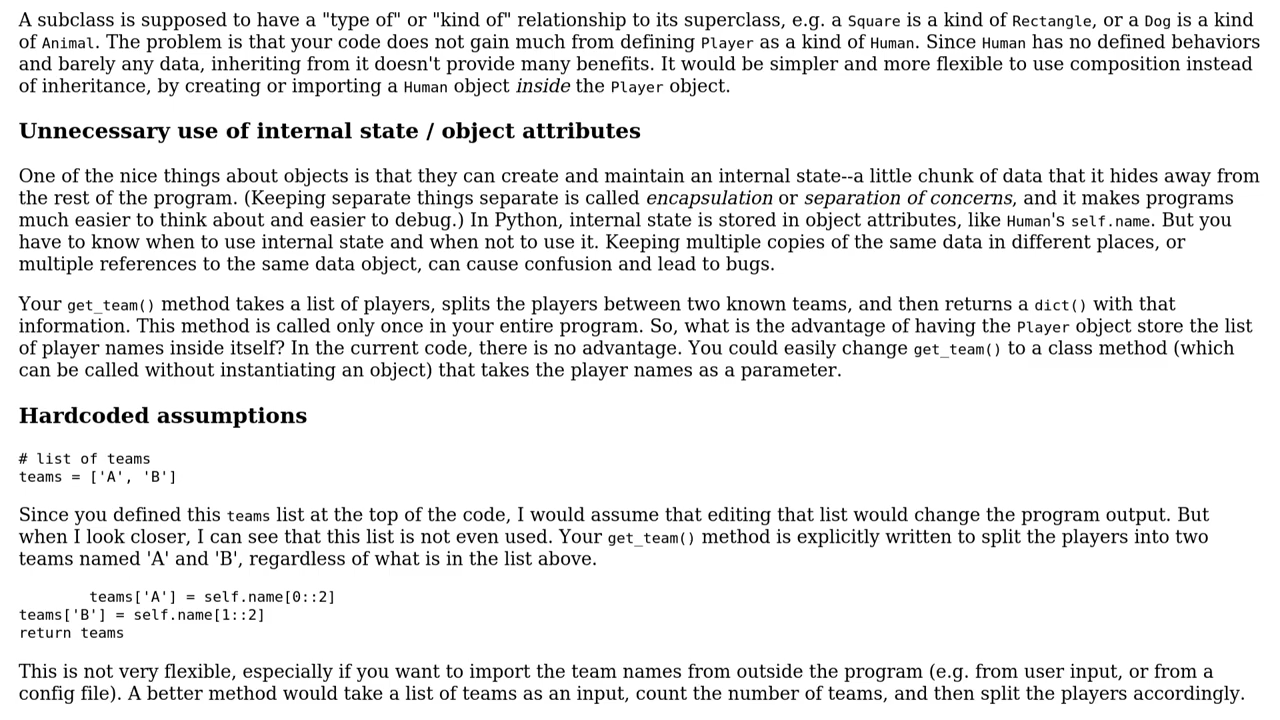 A subclass is supposed to have a "type of" or "kind of" relationship to its superclass, e.g. a Square is a kind of Rectangle, or a Dog is a kind
of Animal. The problem is that your code does not gain much from defining Player as a kind of Human. Since Human has no defined behaviors
and barely any data, inheriting from it doesn't provide many benefits. It would be simpler and more flexible to use composition instead
of inheritance, by creating or importing a Human object inside the Player object.
Unnecessary use of internal state / object attributes
One of the nice things about objects is that they can create and maintain an internal state--a little chunk of data that it hides away from
the rest of the program. (Keeping separate things separate is called encapsulation or separation of concerns, and it makes programs
much easier to think about and easier to debug.) In Python, internal state is stored in object attributes, like Human's self.name. But you
have to know when to use internal state and when not to use it. Keeping multiple copies of the same data in different places, or
multiple references to the same data object, can cause confusion and lead to bugs.
Your get_team() method takes a list of players, splits the players between two known teams, and then returns a dict() with that
information. This method is called only once in your entire program. So, what is the advantage of having the Player object store the list
of player names inside itself? In the current code, there is no advantage. You could easily change get_team() to a class method (which
can be called without instantiating an object) that takes the player names as a parameter.
Hardcoded assumptions
# list of teams
teams = ['A', 'B']
Since you defined this teams list at the top of the code, I would assume that editing that list would change the program output. But
when I look closer, I can see that this list is not even used. Your get_team() method is explicitly written to split the players into two
teams named 'A' and 'B', regardless of what is in the list above.
teams['A'] = self.name[0::2]
teams['B'] = self.name[1::2]
return teams
This is not very flexible, especially if you want to import the team names from outside the program (e.g. from user input, or from a
config file). A better method would take a list of teams as an input, count the number of teams, and then split the players accordingly.